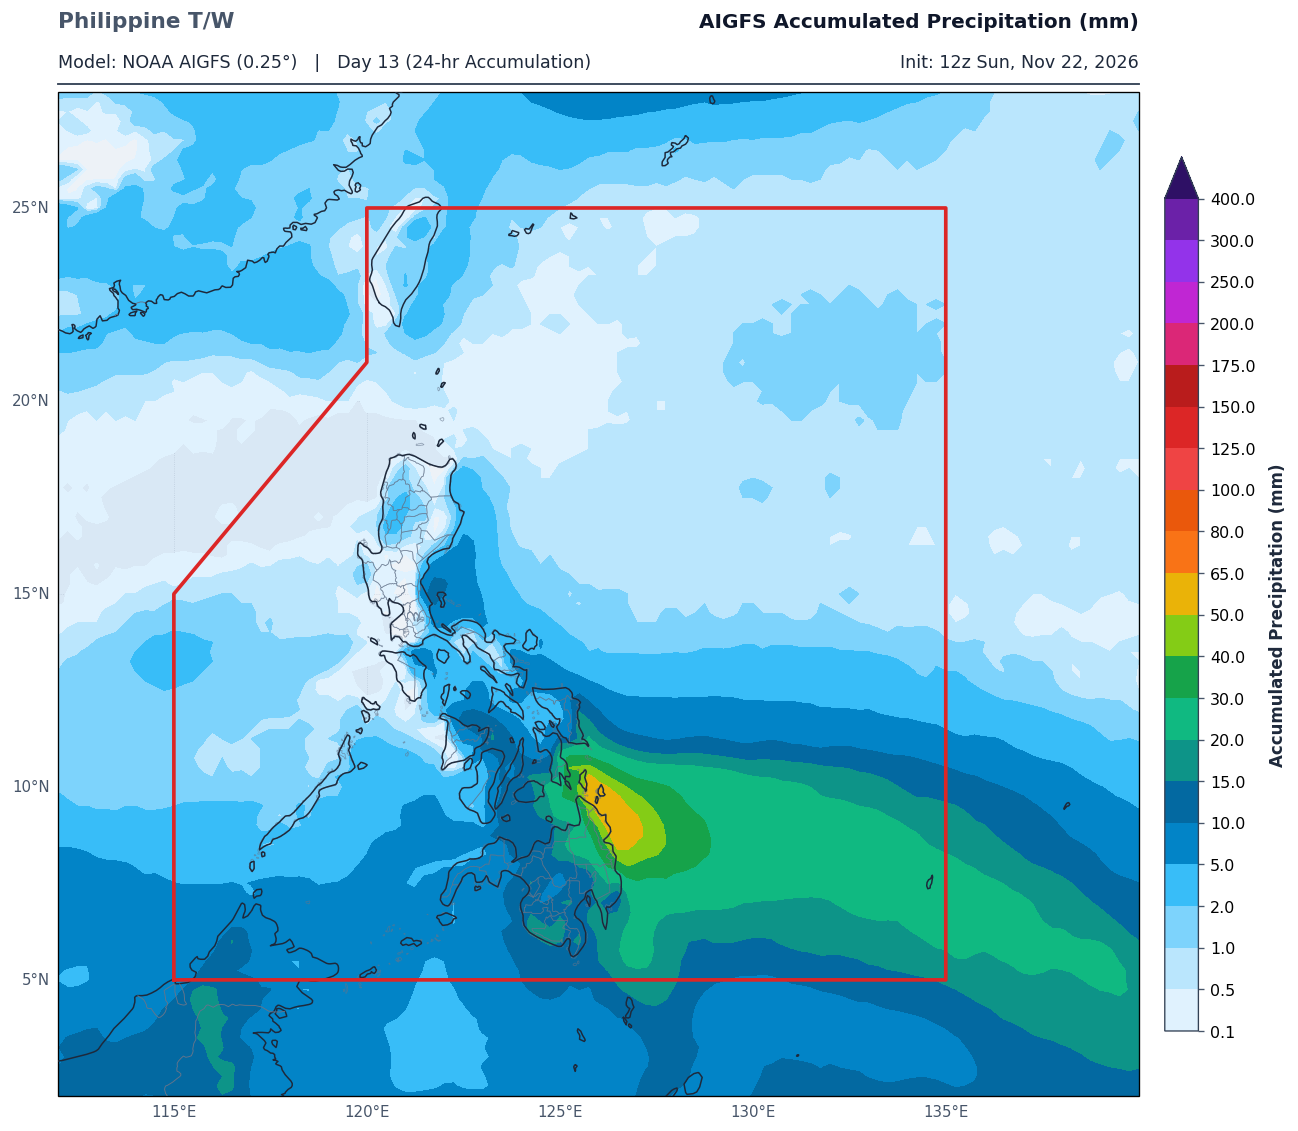 Philippine T/W
AIGFS Accumulated Precipitation (mm)
Model: NOAA AIGFS (0.25°)   |   Day 13 (24-hr Accumulation)
Init: 12z Sun, Nov 22, 2026
25°N
20°N
15°N
10°N
5°N
115°E
120°E
125°E
130°E
135°E
400.0
300.0
250.0
200.0
175.0
150.0
125.0
100.0
80.0
65.0
50.0
40.0
30.0
20.0
15.0
10.0
5.0
2.0
1.0
0.5
0.1
Accumulated Precipitation (mm)